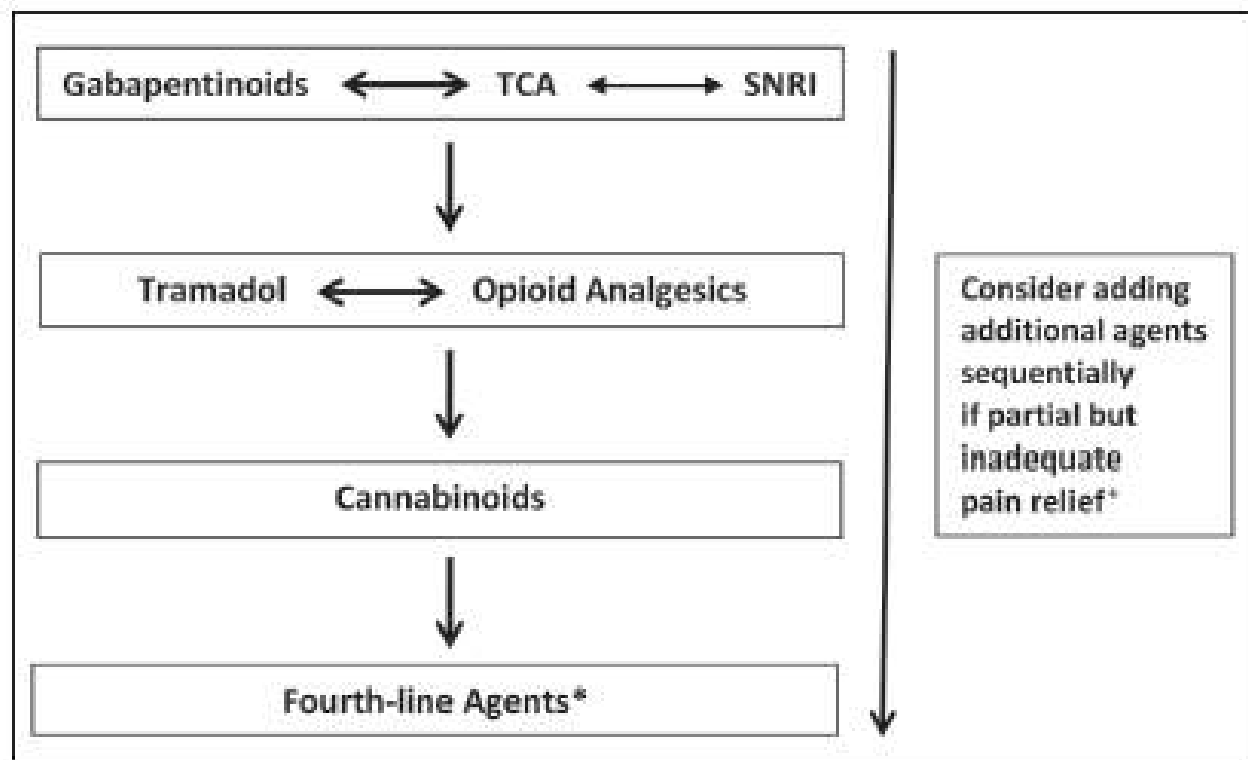 Gabapentinoids TCA SNRI
Tramadol Opioid Analgesics
Cannabinoids
Fourth-line Agents*
Consider adding
additional agents
sequentially
if partial but
inadequate
pain relief+